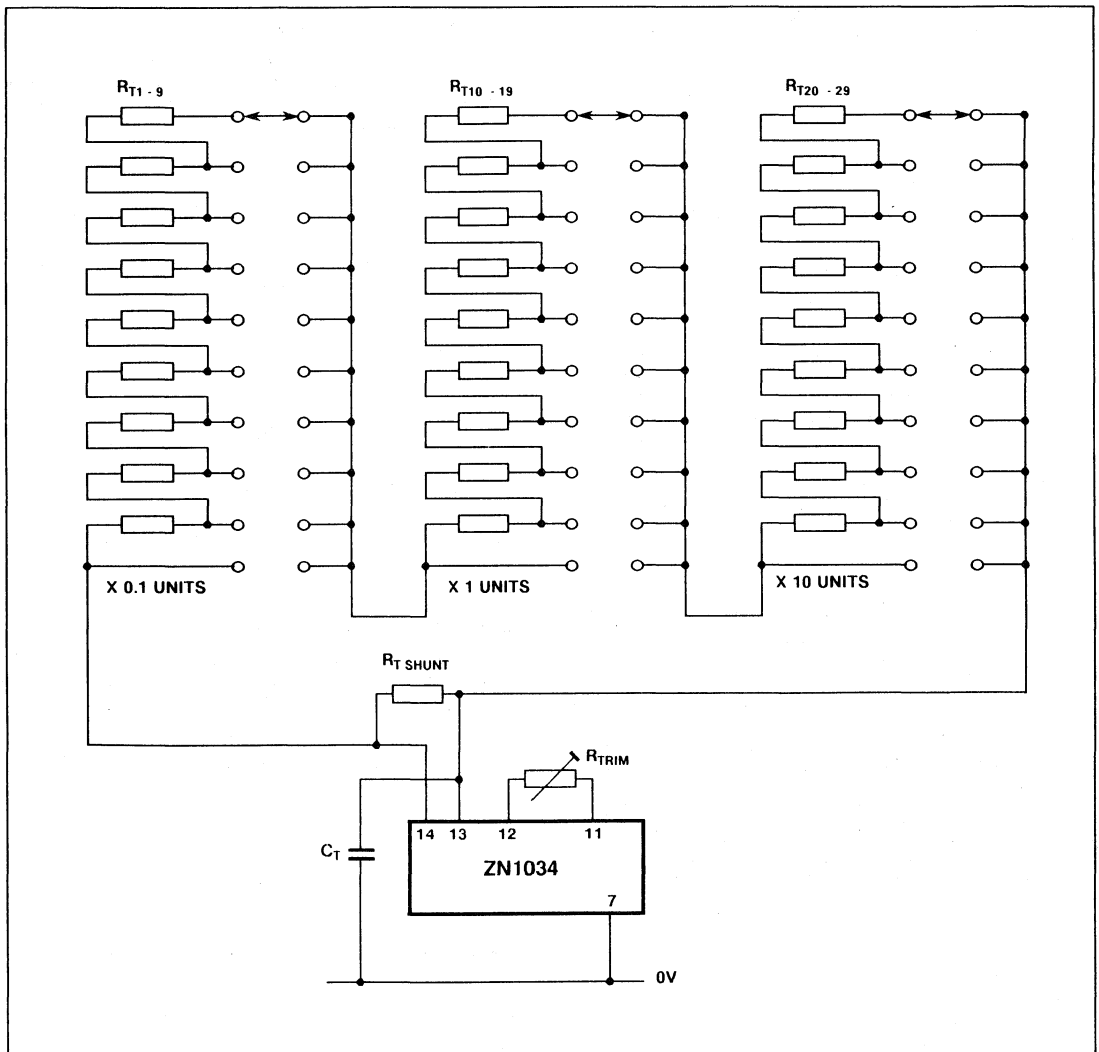 RT1 - 9
RT10 - 19
RT20 - 29
X 0.1 UNITS
X 1 UNITS
X 10 UNITS
RT SHUNT
RTRIM
14 13 12 11
CT
ZN1034
7
0V